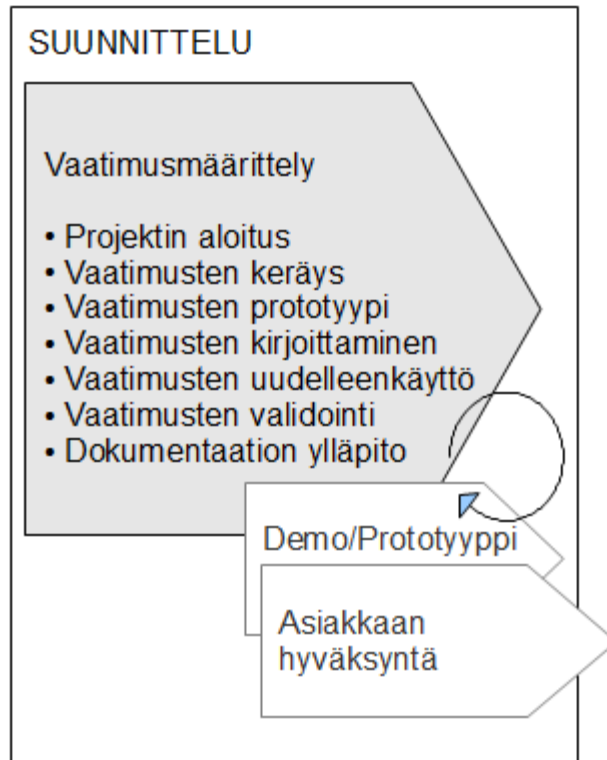 SUUNNITTELU
Vaatimusmäärittely
• Projektin aloitus
• Vaatimusten keräys
• Vaatimusten prototyypi
• Vaatimusten kirjoittaminen
• Vaatimusten uudelleenkäyttö
• Vaatimusten validointi
• Dokumentaation ylläpito
Demo/Prototyyppi
Asiakkaan
hyväksyntä